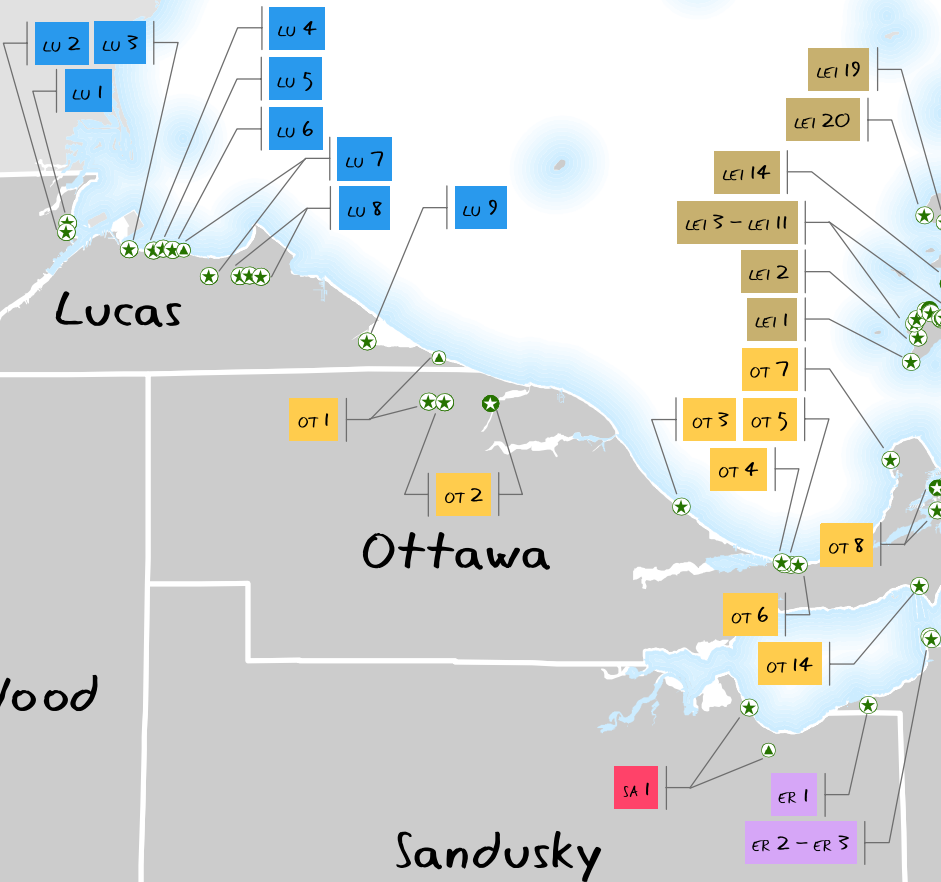 LU 4
LU 2 LU 3
LEI 19
LU 5
LU 1
LEI 20
LU 6
LU 7
LEI 14
LU 8
LU 9
LEI 3 - LEI 11
LEI 2
Lucas
LEI 1
OT 7
OT 1
OT 3 OT 5
OT 4
OT 2
Ottawa
OT 8
OT 6
OT 14
ood
SA 1
ER 1
ER 2 - ER 3
Sandusky